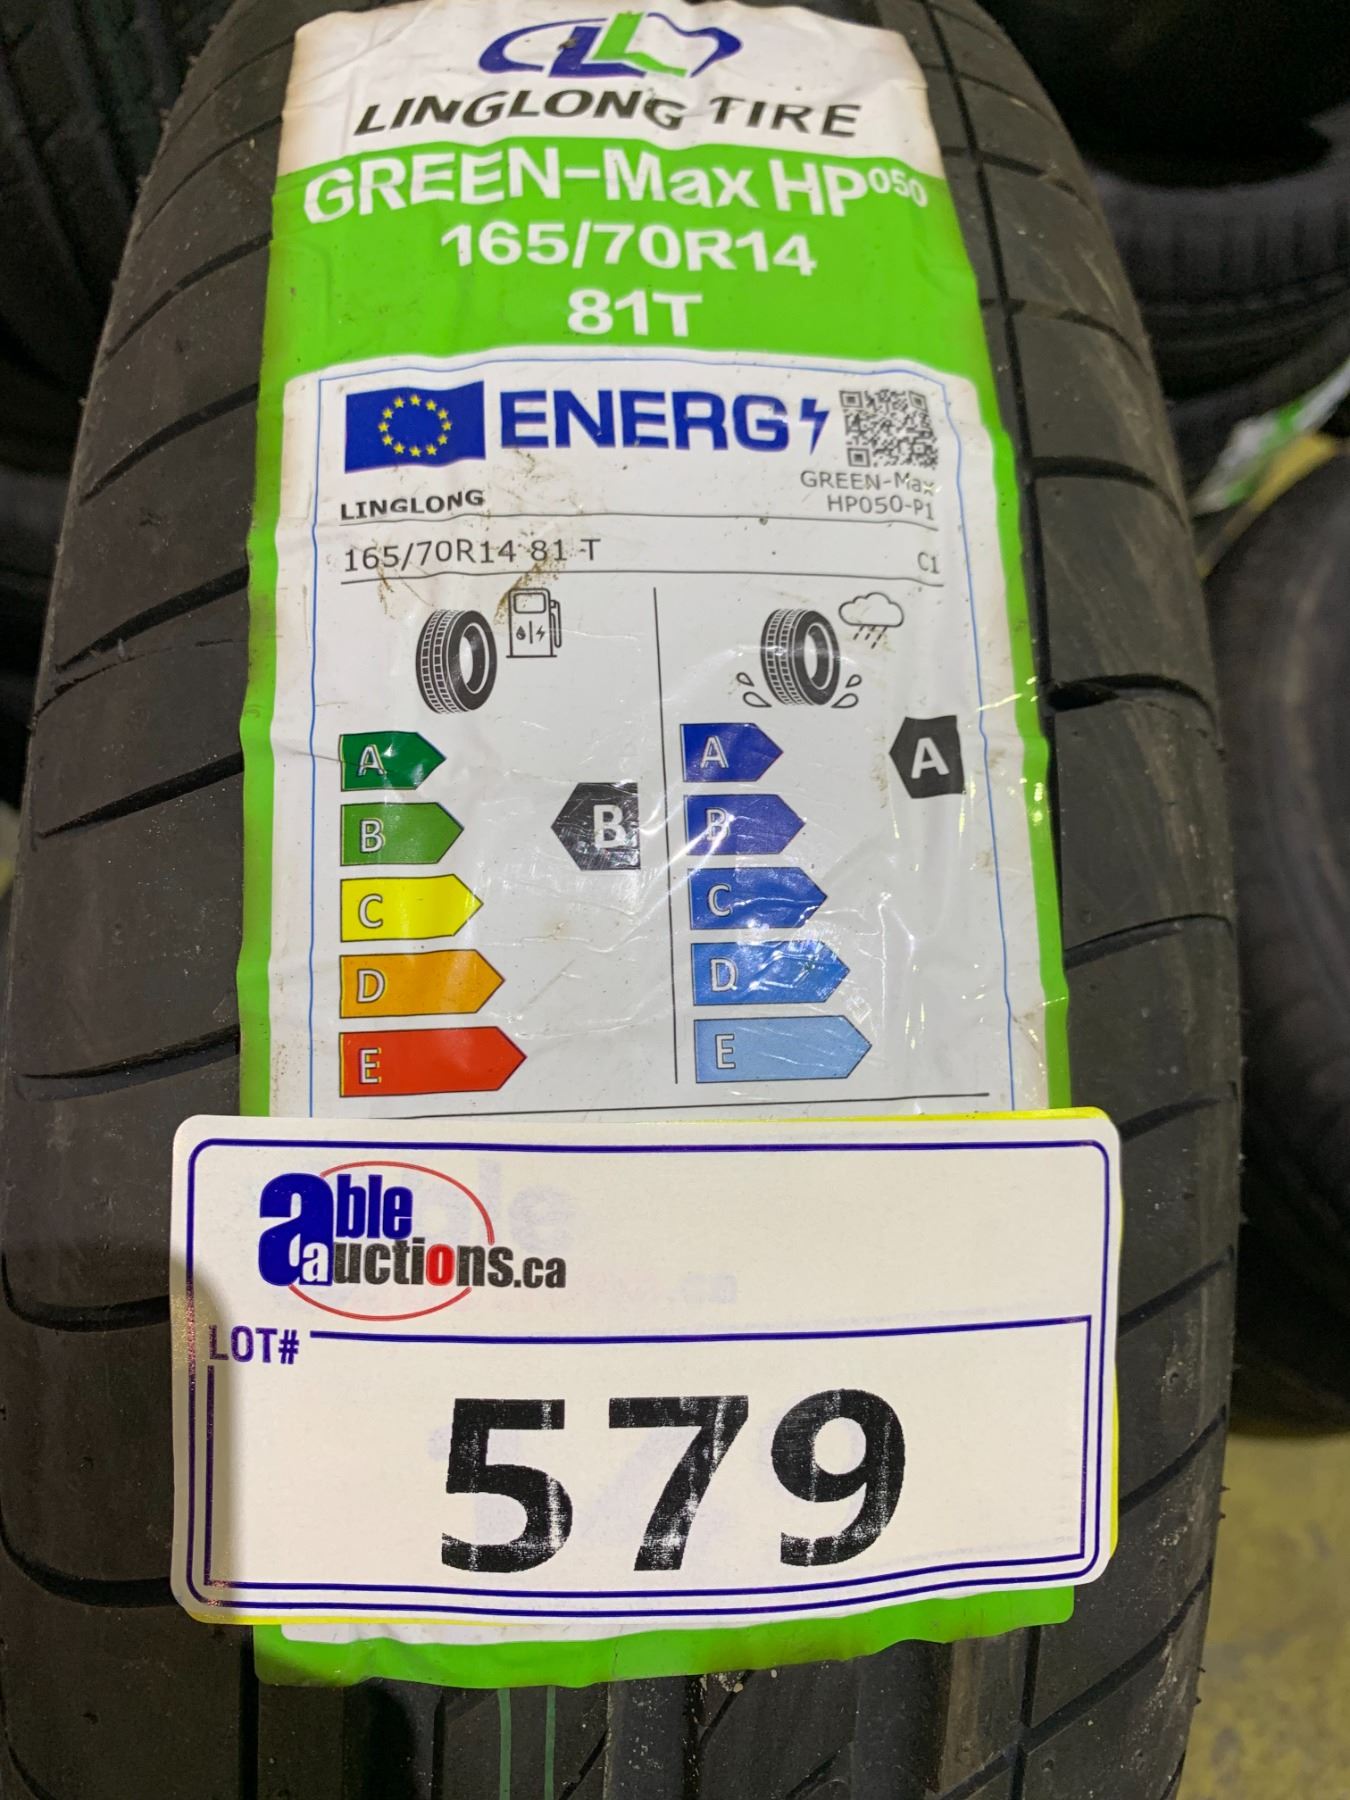 LINGLONG TIRE
GREEN-Max HP050
165/70R14
81T
ENERG
LINGLONG
GREEN-Max
HP050-P1
165/70R14 81 T
C1
A
A
A
B
B
B
C
C
D
D
E
E
able
auctions.ca
LOT#
579